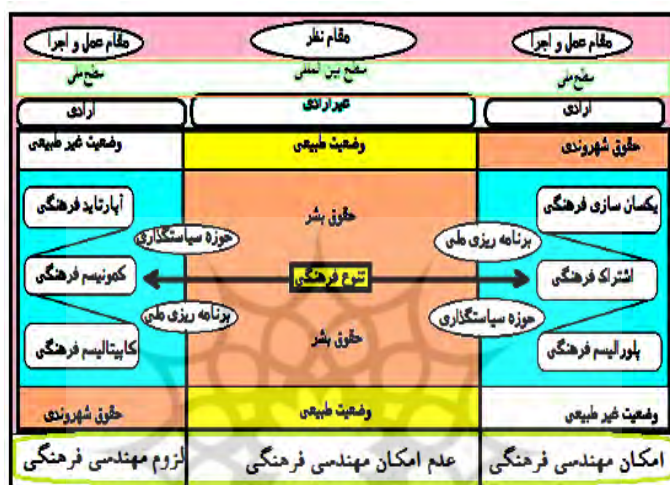 مقام عمل و اجرا مقام نظر مقام عمل و اجرا
سطح ملی سطح بین المللی سطح ملی
ارادی غیرارادی ارادی
حقوق شهروندی وضعیت طبیعی وضعیت غیر طبیعی
یکسان سازی فرهنگی حقوق بشر آپارتاید فرهنگی
برنامه ریزی ملی حوزه سیاستگذاری
اشتراک فرهنگی تنوع فرهنگی کمونیسم فرهنگی
حوزه سیاستگذاری برنامه ریزی ملی
پلورالیسم فرهنگی حقوق بشر کاپیتالیسم فرهنگی
وضعیت غیر طبیعی وضعیت طبیعی حقوق شهروندی
امکان مهندسی فرهنگی عدم امکان مهندسی فرهنگی لزوم مهندسی فرهنگی